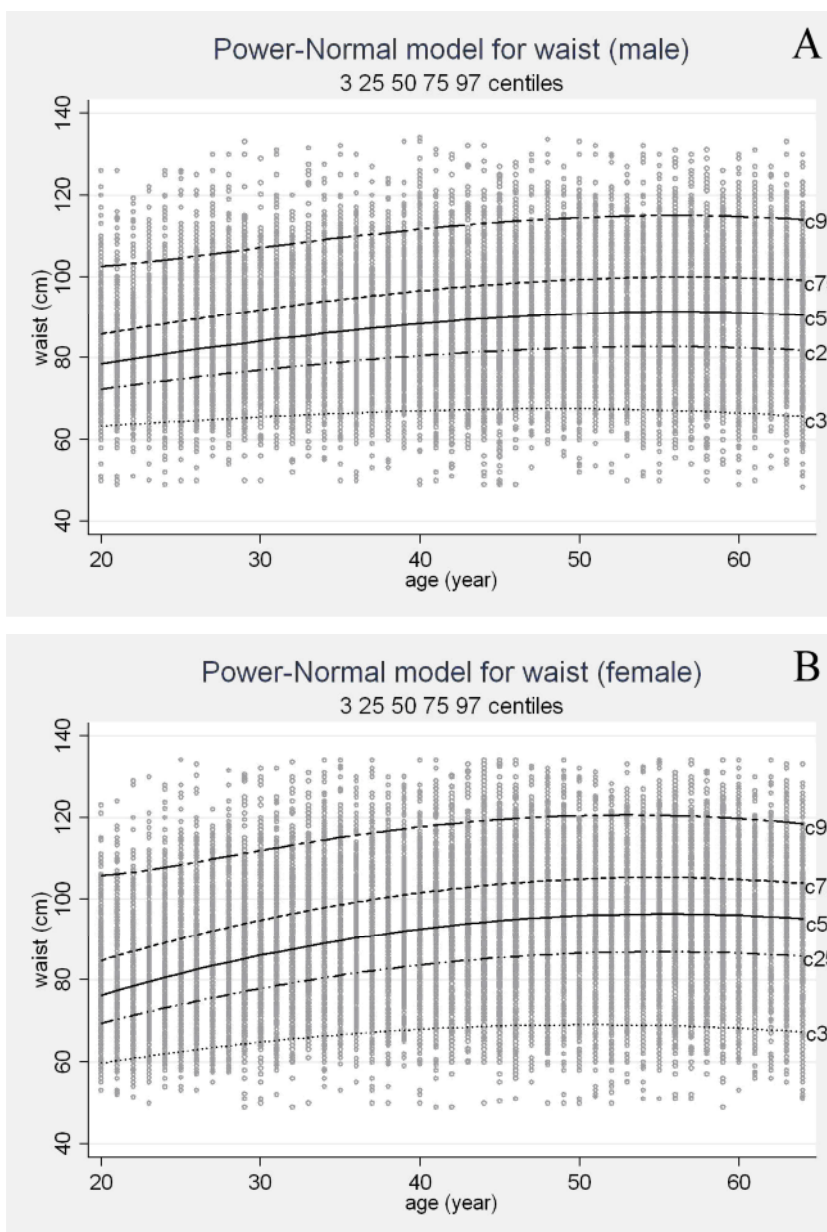 Power-Normal model for waist (male)
A
3 25 50 75 97 centiles
140
120
100
80
60
40
waist (cm)
c9
c7
c5
c2
c3
20
30
40
50
60
age (year)
Power-Normal model for waist (female)
B
3 25 50 75 97 centiles
140
120
100
80
60
40
waist (cm)
c9
c7
c5
c25
c3
20
30
40
50
60
age (year)